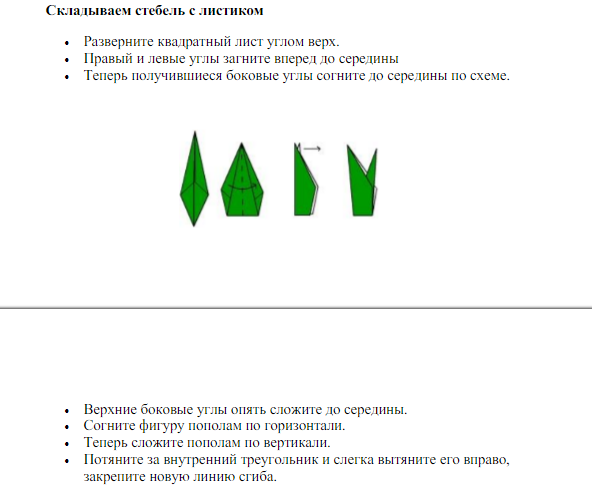 Складываем стебель с листиком
• Разверните квадратный лист углом верх.
• Правый и левые углы загните вперед до середины
• Теперь получившиеся боковые углы согните до середины по схеме.
• Верхние боковые углы опять сложите до середины.
• Согните фигуру пополам по горизонтали.
• Теперь сложите пополам по вертикали.
• Потяните за внутренний треугольник и слегка вытяните его вправо,
закрепите новую линию сгиба.